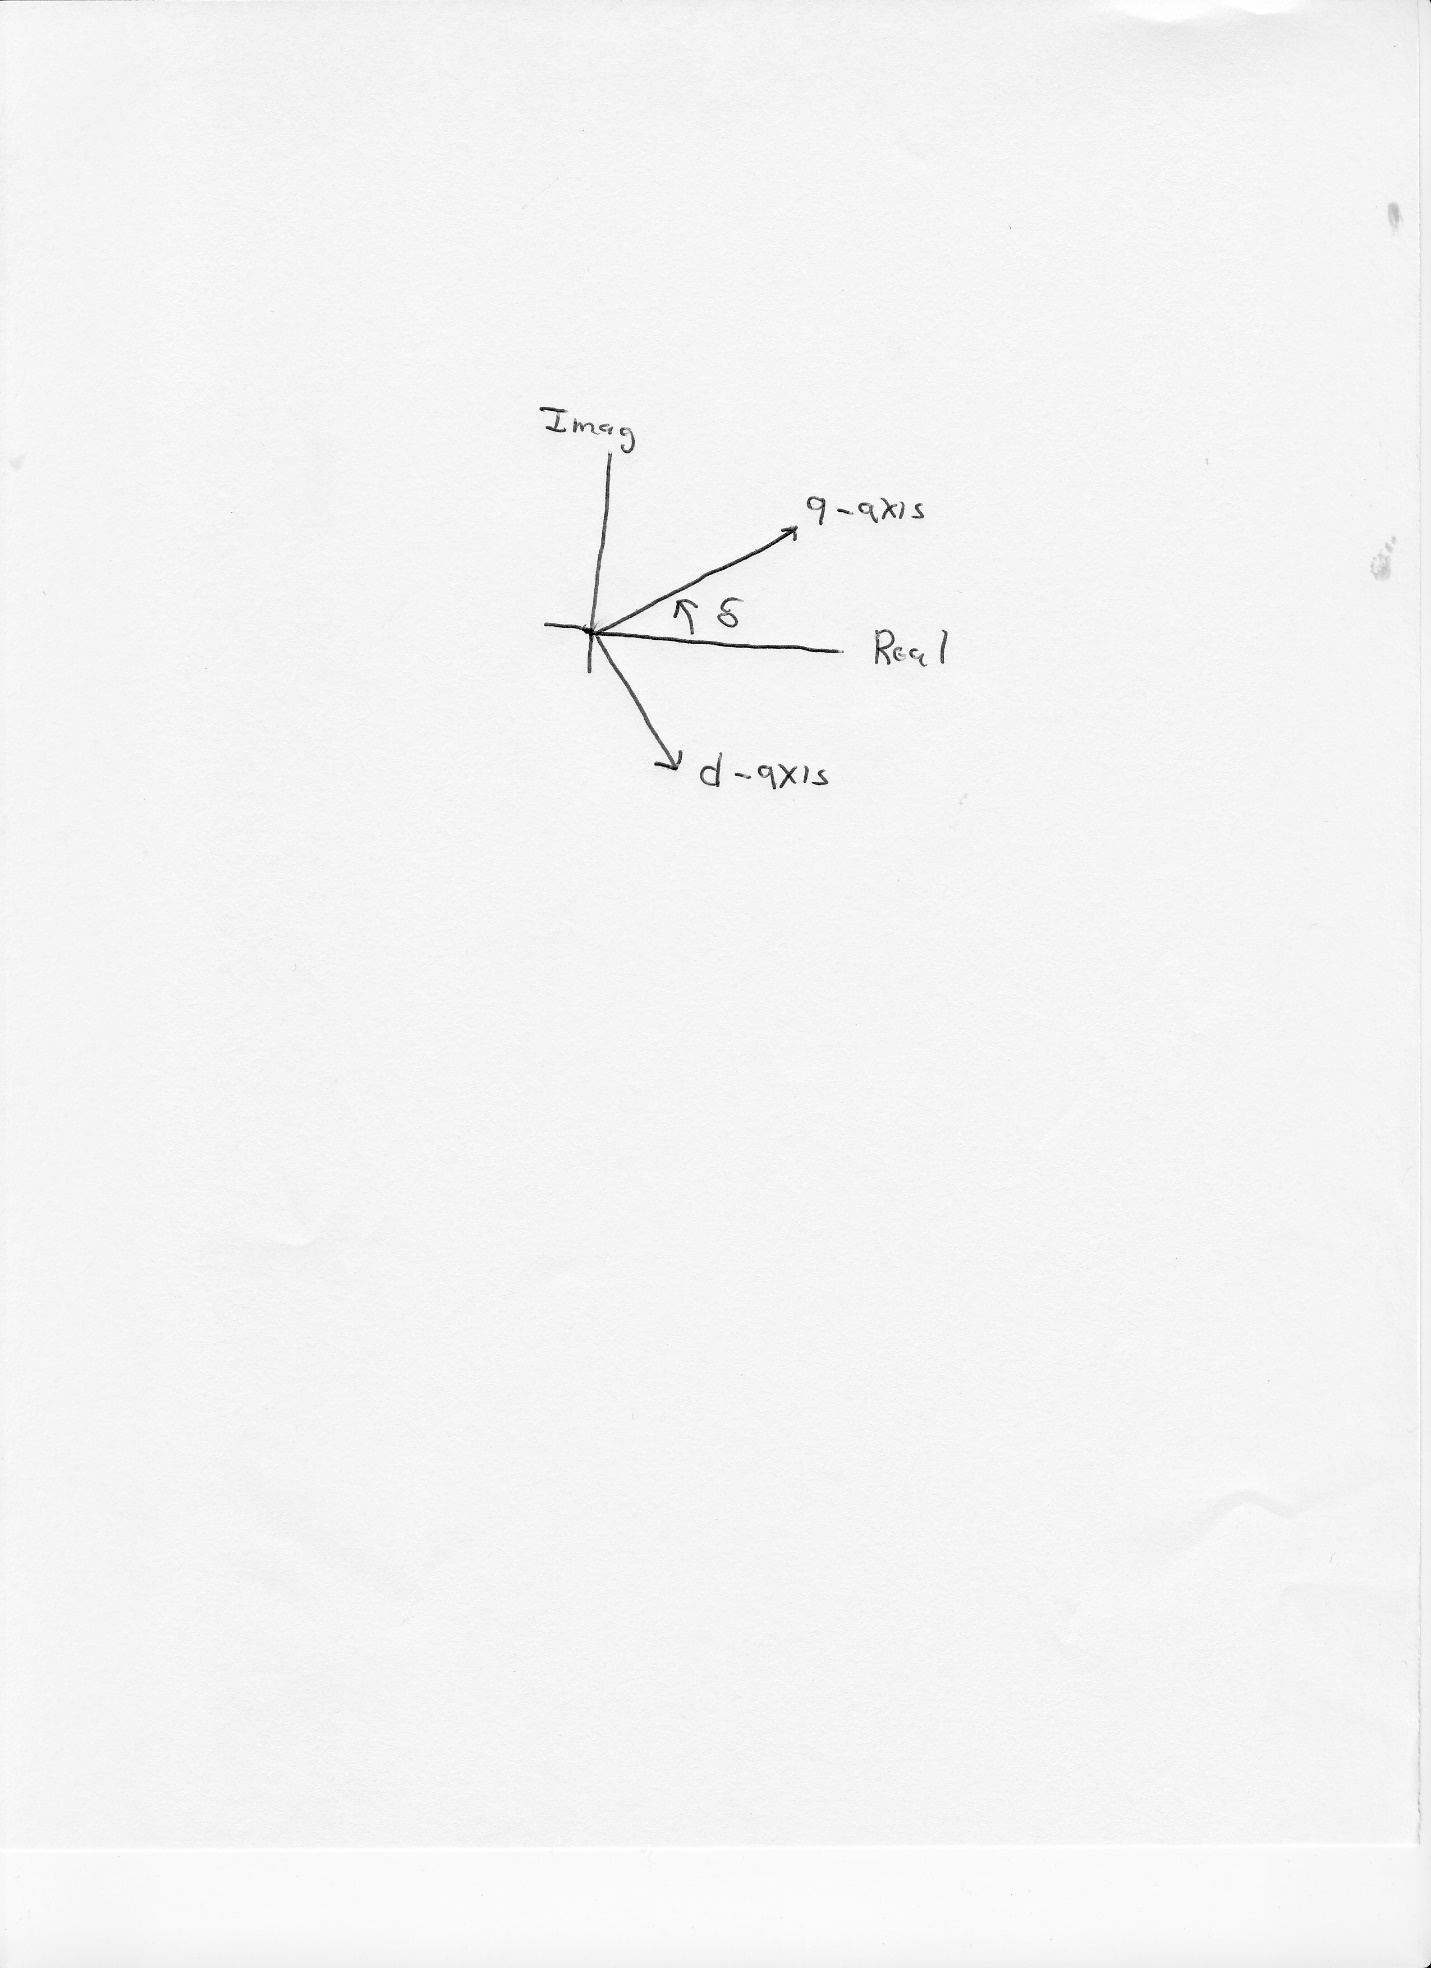 Imag
q-axis
δ
Real
d-axis